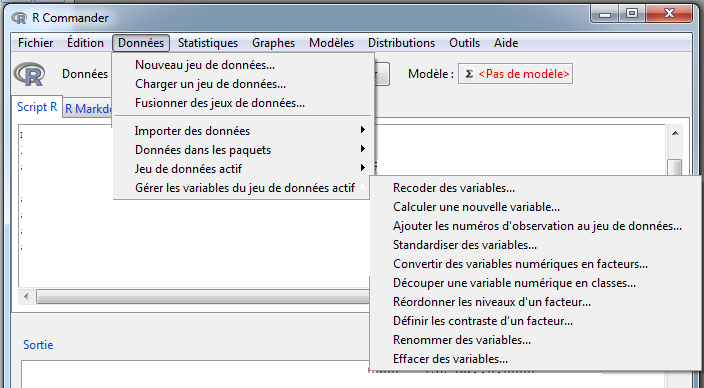 R Commander
Fichier Édition Données Statistiques Graphes Modèles Distributions Outils Aide
R Données Modèle : Σ <Pas de modèle>
Nouveau jeu de données...
Charger un jeu de données...
Fusionner des jeux de données...
Script R R Markdo
Importer des données
Données dans les paquets
Jeu de données actif
Gérer les variables du jeu de données actif
Recoder des variables...
Calculer une nouvelle variable...
Ajouter les numéros d'observation au jeu de données...
Standardiser des variables...
Convertir des variables numériques en facteurs...
Découper une variable numérique en classes...
Réordonner les niveaux d'un facteur...
Définir les contraste d'un facteur...
Renommer des variables...
Effacer des variables...
Sortie